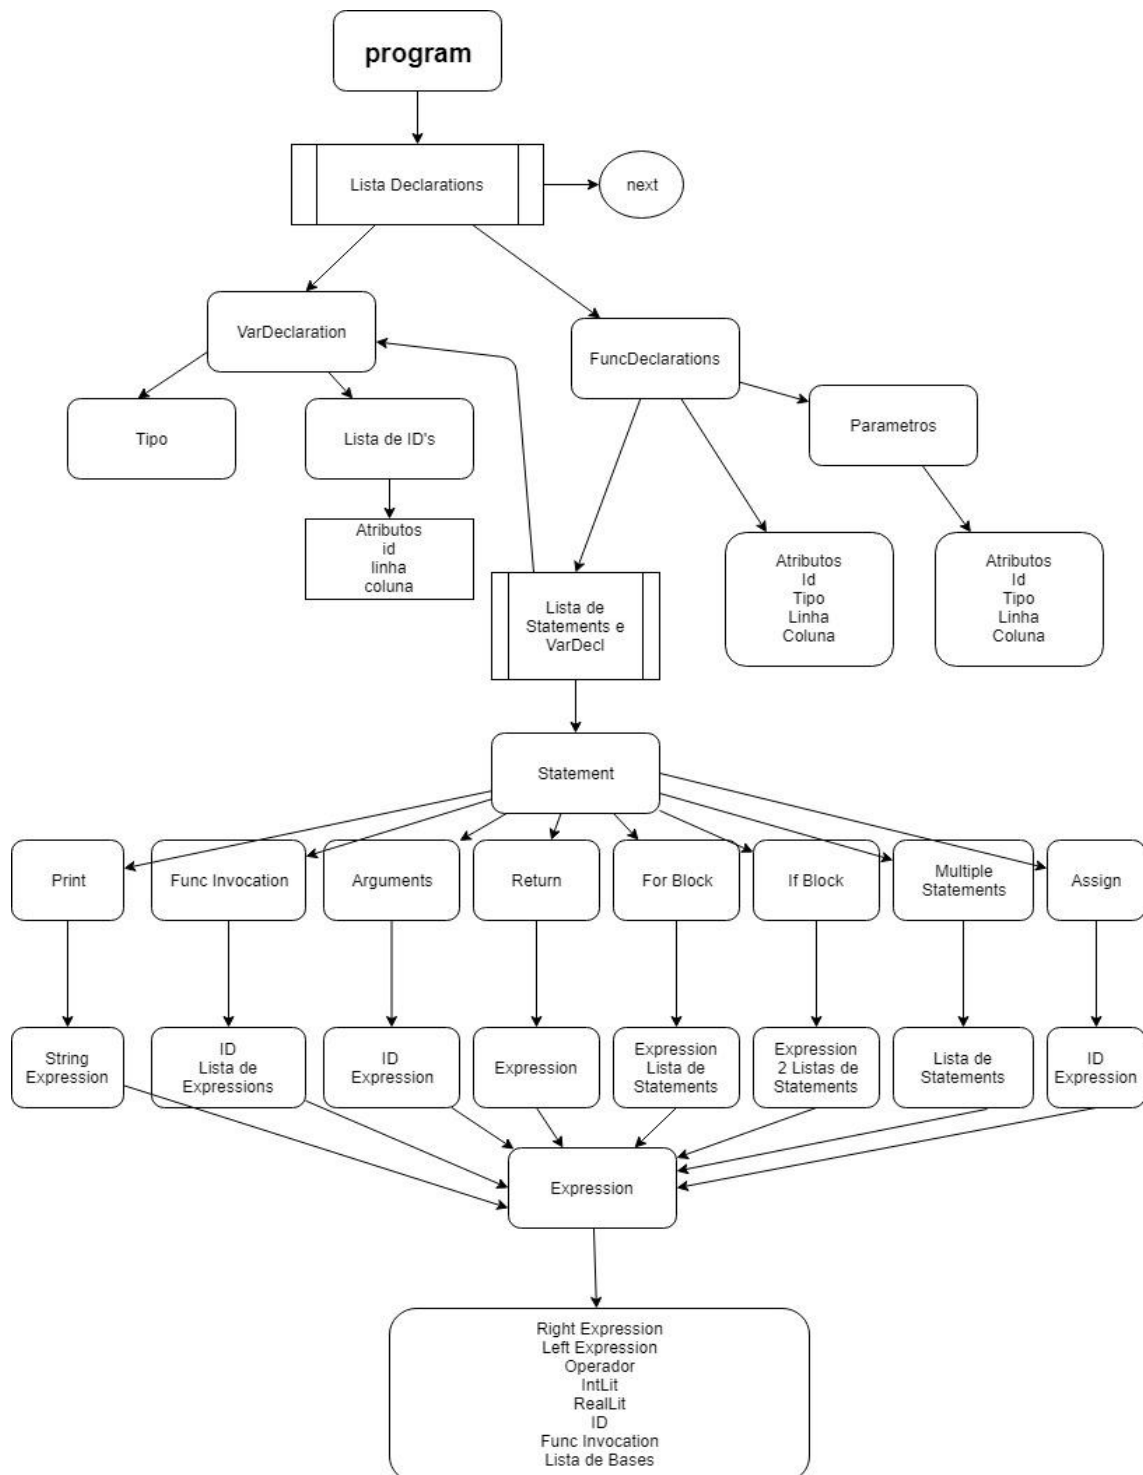 program
Lista Declarations
next
VarDeclaration
FuncDeclarations
Tipo
Lista de ID's
Parametros
Atributos
id
linha
coluna
Lista de
Statements e
VarDecl
Atributos
Id
Tipo
Linha
Coluna
Atributos
Id
Tipo
Linha
Coluna
Statement
Print
Func Invocation
Arguments
Return
For Block
If Block
Multiple
Statements
Assign
String
Expression
ID
Lista de
Expressions
ID
Expression
Expression
Expression
Lista de
Statements
Expression
2 Listas de
Statements
Lista de
Statements
ID
Expression
Expression
Right Expression
Left Expression
Operador
IntLit
RealLit
ID
Func Invocation
Lista de Bases